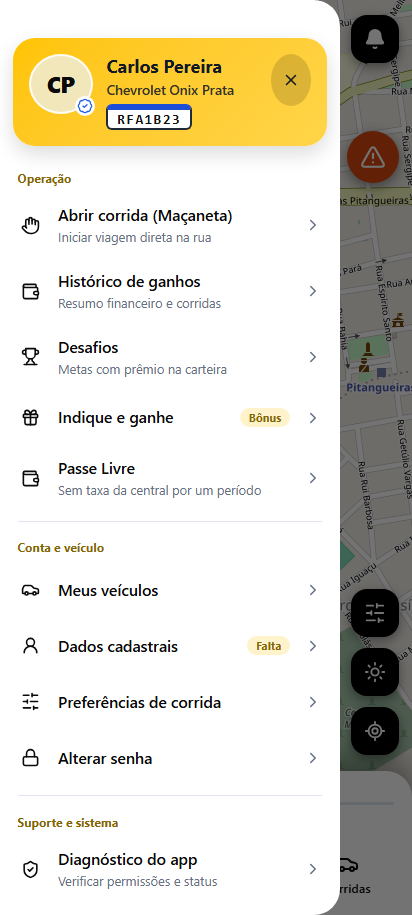 CP
Carlos Pereira
Chevrolet Onix Prata
RFA1B23
Operação
Abrir corrida (Maçaneta)
Iniciar viagem direta na rua
Histórico de ganhos
Resumo financeiro e corridas
Desafios
Metas com prêmio na carteira
Indique e ganhe
Bônus
Passe Livre
Sem taxa da central por um período
Conta e veículo
Meus veículos
Dados cadastrais
Falta
Preferências de corrida
Alterar senha
Suporte e sistema
Diagnóstico do app
Verificar permissões e status
Rua Sergipe
as Pitangueiras
Pará
Rua Espírito Santo
Rua Bahia
Pitangueiras
Rua Getúlio Vargas
Rua Rui Barbosa
Rua Iguaçu
rridas